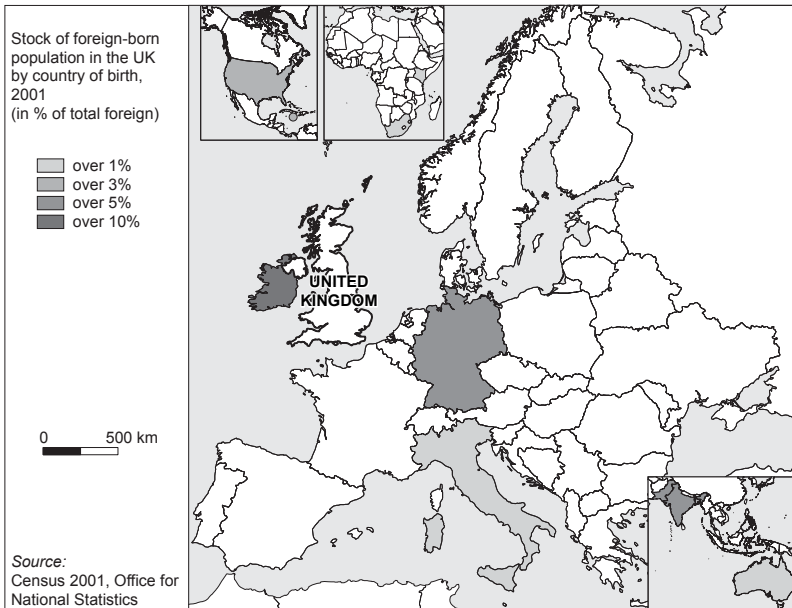 Stock of foreign-born
population in the UK
by country of birth,
2001
(in % of total foreign)
over 1%
over 3%
over 5%
over 10%
UNITED
KINGDOM
0 500 km
Source:
Census 2001, Office for
National Statistics